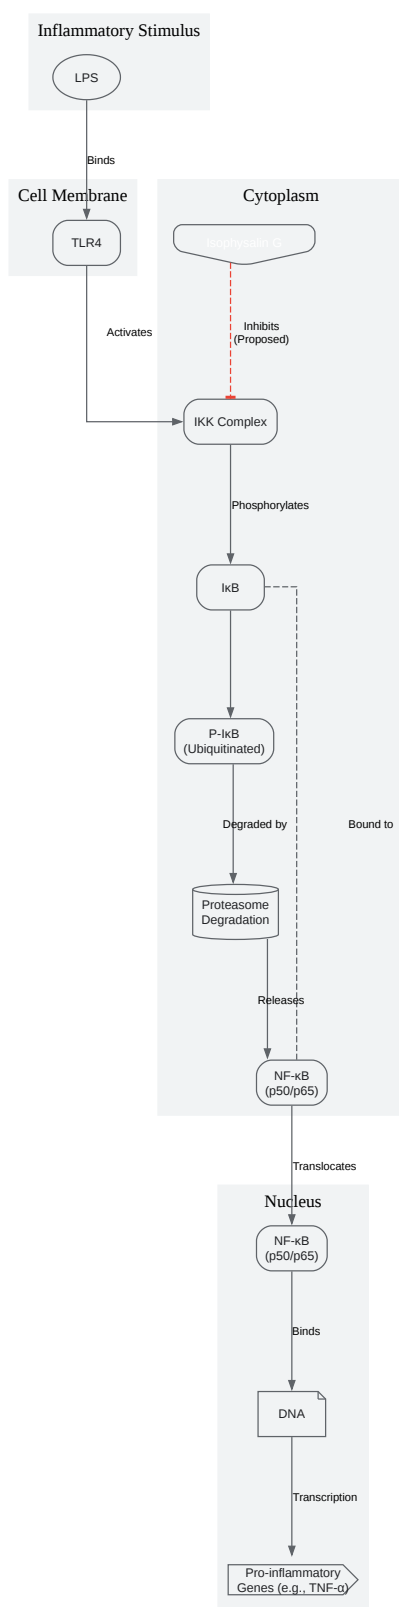 Inflammatory Stimulus
LPS
Binds
Cell Membrane
Cytoplasm
TLR4
Isophysalin G
Activates
Inhibits
(Proposed)
IKK Complex
Phosphorylates
IκB
P-IκB
(Ubiquitinated)
Degraded by
Bound to
Proteasome
Degradation
Releases
NF-κB
(p50/p65)
Translocates
Nucleus
NF-κB
(p50/p65)
Binds
DNA
Transcription
Pro-inflammatory
Genes (e.g., TNF-α)